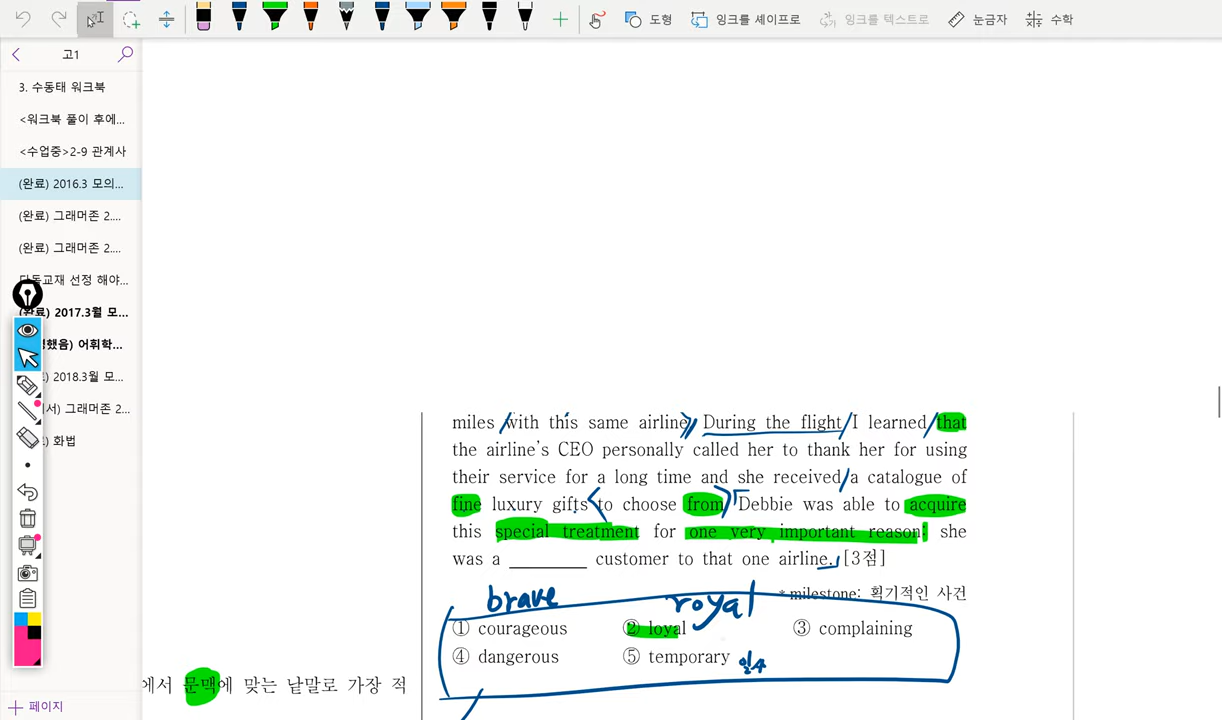 도형
잉크를 셰이프로
잉크를 텍스트로
눈금자
수학
고1
3. 수동태 워크북
<워크북 풀이 후에...
<수업중>2-9 관계사
(완료) 2016.3 모의...
(완료) 그래머존 2....
(완료) 그래머존 2....
단독교재 선정 해야...
2017.3월 모...
했음) 어휘학...
) 2018.3월 모...
서) 그래머존 2...
) 화법
페이지
miles with this same airline. During the flight I learned that
the airline's CEO personally called her to thank her for using
their service for a long time and she received a catalogue of
fine luxury gifts to choose from. Debbie was able to acquire
this special treatment for one very important reason: she
was a ________ customer to that one airline. [3점]
* milestone: 획기적인 사건
brave royal
① courageous ② loyal ③ complaining
④ dangerous ⑤ temporary
에서 문맥에 맞는 낱말로 가장 적